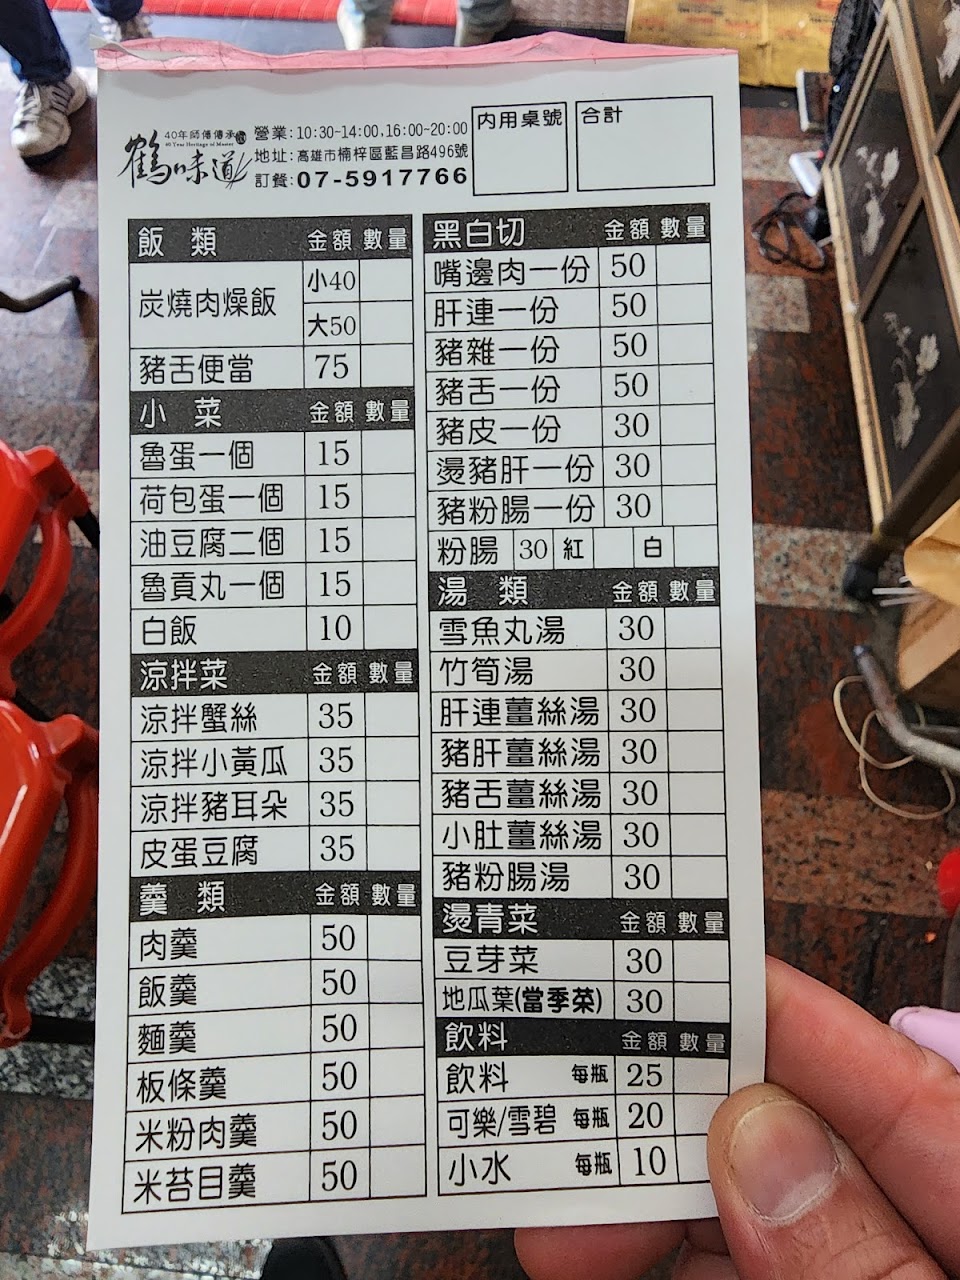 40年師傅傳承
40 Year Heritage of Master
鶴味道
營業:10:30-14:00,16:00-20:00
地址:高雄市楠梓區藍昌路496號
訂餐:07-5917766
內用桌號
合計
飯 類 金額 數量
炭燒肉燥飯 小40
大50
豬舌便當 75
小 菜 金額 數量
魯蛋一個 15
荷包蛋一個 15
油豆腐二個 15
魯貢丸一個 15
白飯 10
涼拌菜 金額 數量
涼拌蟹絲 35
涼拌小黃瓜 35
涼拌豬耳朵 35
皮蛋豆腐 35
羹 類 金額 數量
肉羹 50
飯羹 50
麵羹 50
板條羹 50
米粉肉羹 50
米苔目羹 50
黑白切 金額 數量
嘴邊肉一份 50
肝連一份 50
豬雜一份 50
豬舌一份 50
豬皮一份 30
燙豬肝一份 30
豬粉腸一份 30
粉腸 30 紅 白
湯 類 金額 數量
雪魚丸湯 30
竹筍湯 30
肝連薑絲湯 30
豬肝薑絲湯 30
豬舌薑絲湯 30
小肚薑絲湯 30
豬粉腸湯 30
燙青菜 金額 數量
豆芽菜 30
地瓜葉(當季菜) 30
飲料 金額 數量
飲料 每瓶 25
可樂/雪碧 每瓶 20
小水 每瓶 10